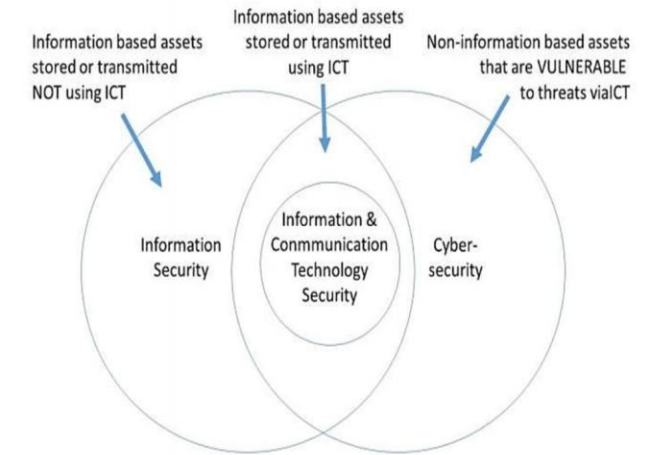 Information based assets
stored or transmitted
NOT using ICT
Information based assets
stored or transmitted
using ICT
Non-information based assets
that are VULNERABLE
to threats viaICT
Information
Security
Information &
Conmmunication
Technology
Security
Cyber-
security